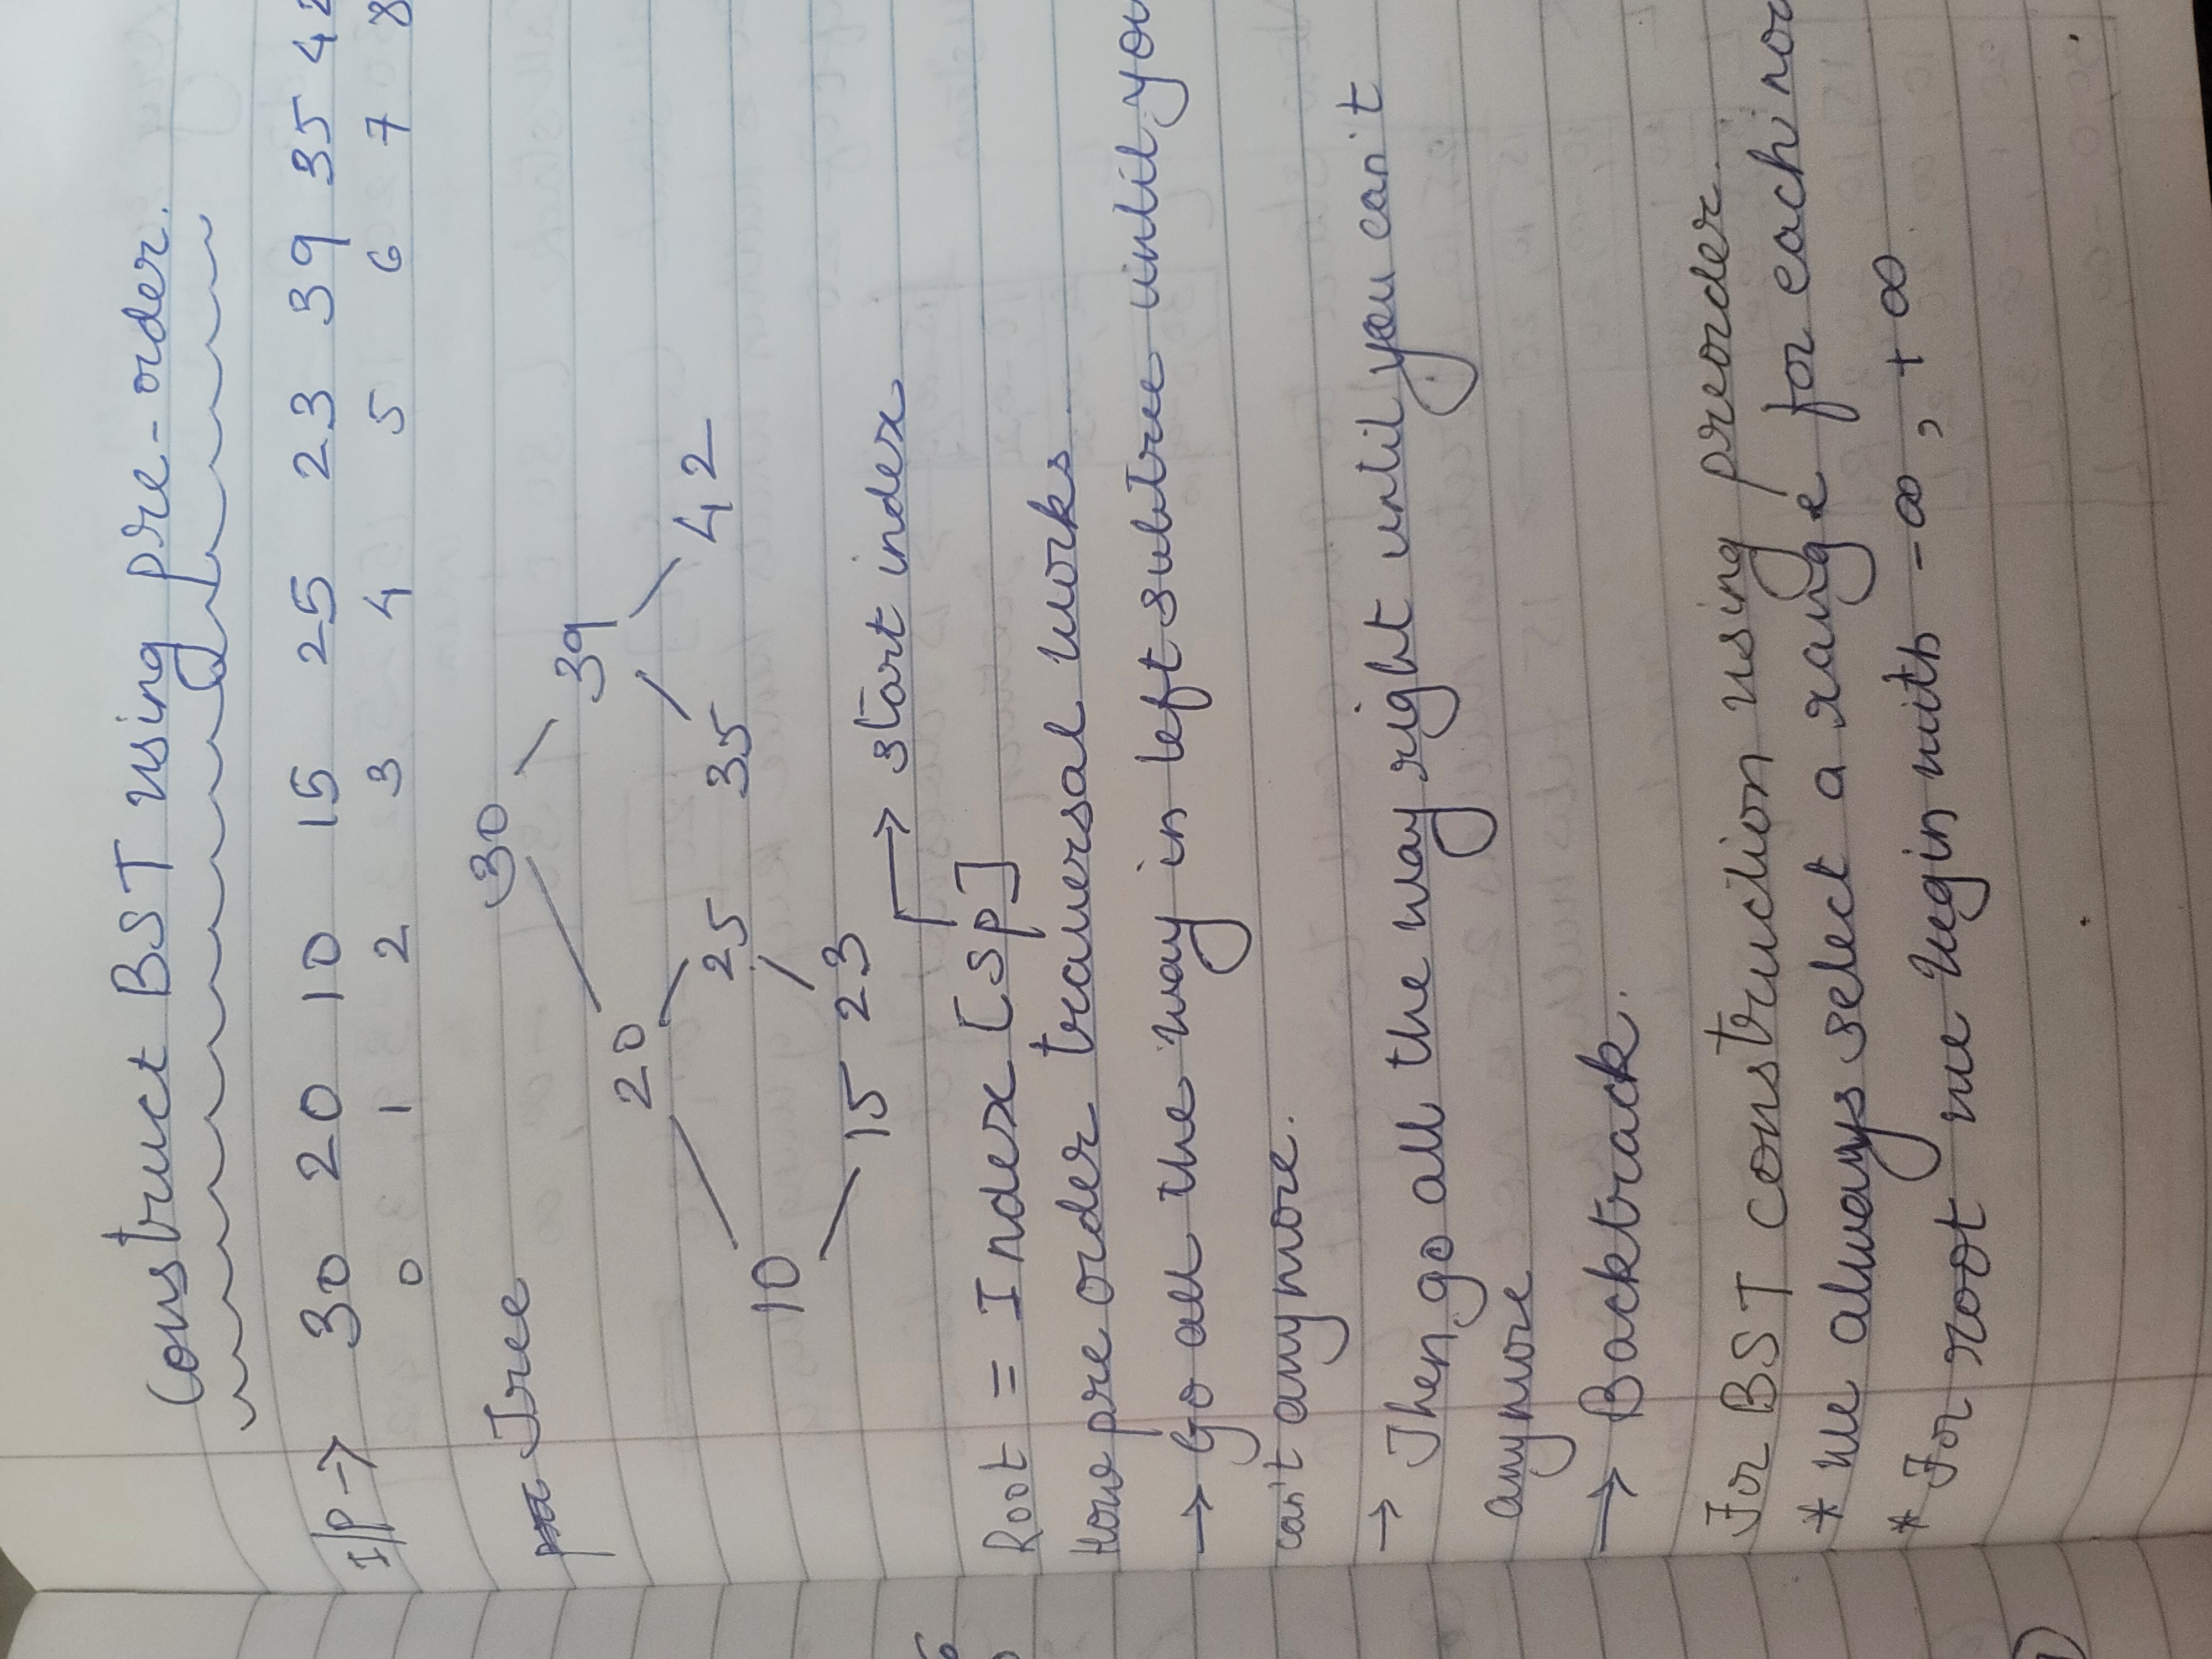 Construct BST using pre-order.
I/P → 30 20 10 15 25 23 39 35 42
0 1 2 3 4 5 6 7 8
Tree
30
20 39
10 25 35 42
15 23
→ start index
Root = Index [sp]
How pre order traversal works.
→ Go all the way in left subtree until you
can't anymore.
→ Then go all the way right until you can't
anymore
→ Backtrack.
For BST construction using preorder.
* we always select a range for each
* For root we begin with -∞, +∞